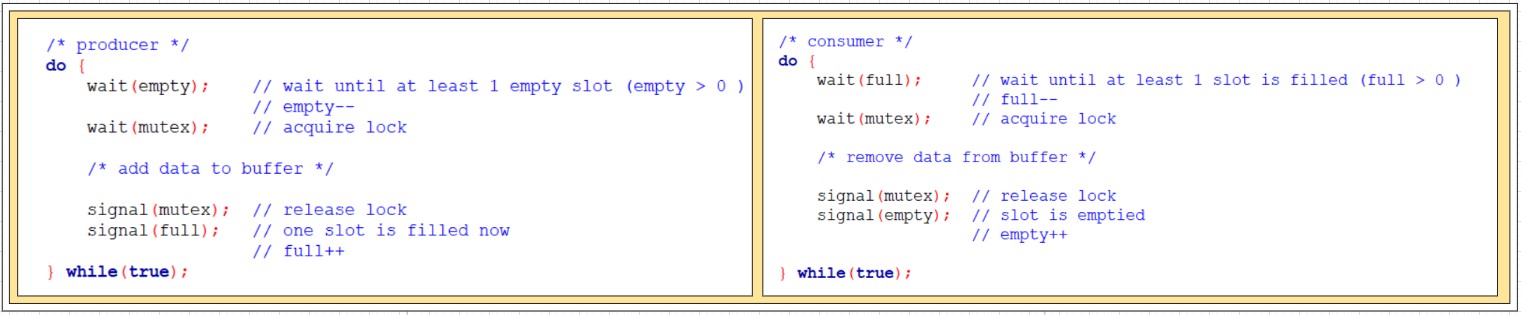 /* producer */
do {
wait(empty); // wait until at least 1 empty slot (empty > 0 )
// empty--
wait(mutex); // acquire lock
/* add data to buffer */
signal(mutex); // release lock
signal(full); // one slot is filled now
// full++
} while(true);
/* consumer */
do {
wait(full); // wait until at least 1 slot is filled (full > 0 )
// full--
wait(mutex); // acquire lock
/* remove data from buffer */
signal(mutex); // release lock
signal(empty); // slot is emptied
// empty++
} while(true);